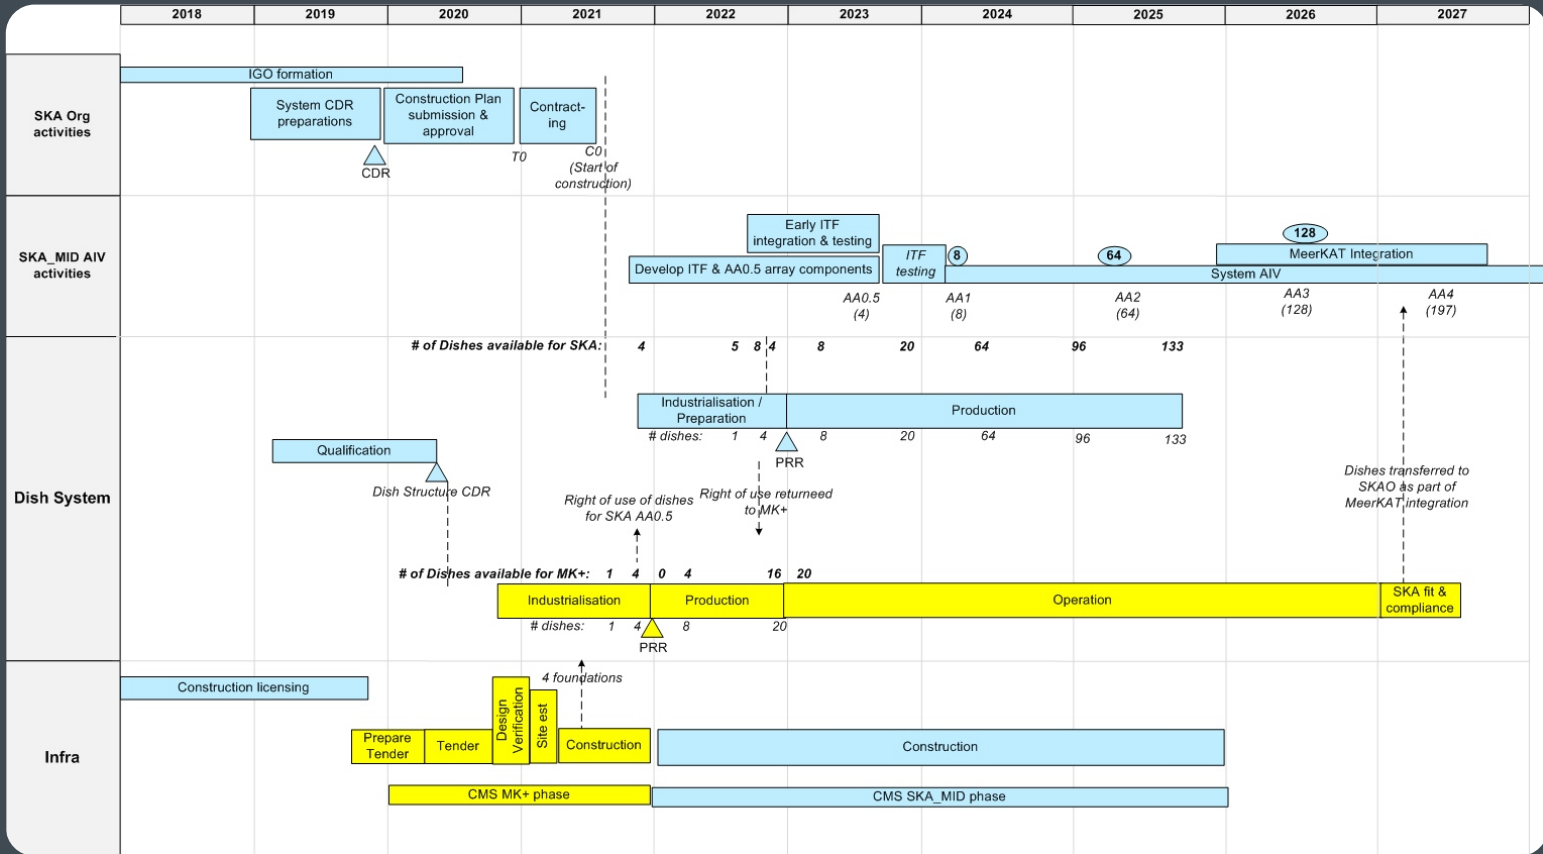 2018 2019 2020 2021 2022 2023 2024 2025 2026 2027
SKA Org
activities
IGO formation
System CDR
preparations
Construction Plan
submission &
approval
Contract-
ing
CDR
T0
C0
(Start of
construction)
SKA_MID AIV
activities
Early ITF
integration & testing
Develop ITF & AA0.5 array components
ITF
testing
8
64
128
MeerKAT Integration
System AIV
AA0.5
(4)
AA1
(8)
AA2
(64)
AA3
(128)
AA4
(197)
Dish System
# of Dishes available for SKA: 4 5 8 4 8 20 64 96 133
Industrialisation /
Preparation
Production
# dishes: 1 4 8 20 64 96 133
PRR
Qualification
Dish Structure CDR
Right of use of dishes
for SKA AA0.5
Right of use returneed
to MK+
Dishes transferred to
SKAO as part of
MeerKAT integration
# of Dishes available for MK+: 1 4 0 4 16 20
Industrialisation
Production
Operation
SKA fit &
compliance
# dishes: 1 4 8 20
PRR
Infra
Construction licensing
4 foundations
Prepare
Tender
Tender
Design
Verification
Site est
Construction
Construction
CMS MK+ phase
CMS SKA_MID phase